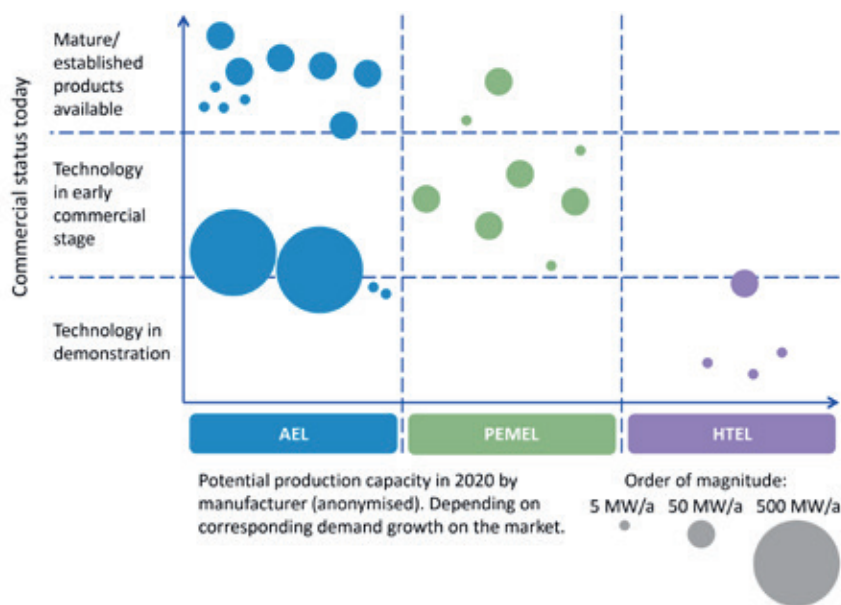 Commercial status today
Mature/
established
products
available
Technology
in early
commercial
stage
Technology in
demonstration
AEL
PEMEL
HTEL
Potential production capacity in 2020 by
manufacturer (anonymised). Depending on
corresponding demand growth on the market.
Order of magnitude:
5 MW/a 50 MW/a 500 MW/a